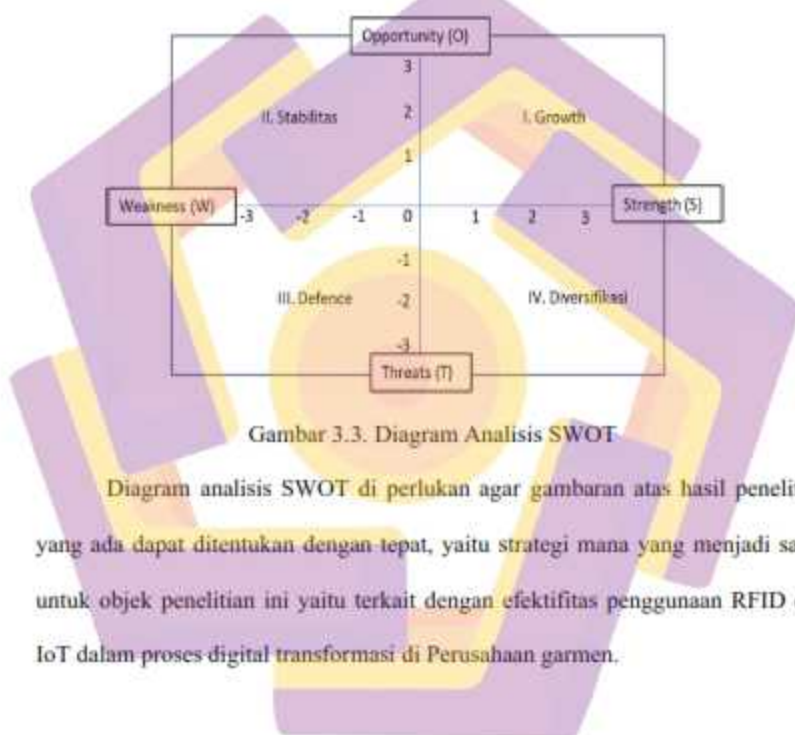 Opportunity (O)
3
II. Stabilitas 2 I. Growth
1
Weakness (W) -3 -2 -1 0 1 2 3 Strength (S)
-1
III. Defence -2 IV. Diversifikasi
-3
Threats (T)
Gambar 3.3. Diagram Analisis SWOT
Diagram analisis SWOT di perlukan agar gambaran atas hasil
yang ada dapat ditentukan dengan tepat, yaitu strategi mana yang menjadi
untuk objek penelitian ini yaitu terkait dengan efektifitas penggunaan RFID
IoT dalam proses digital transformasi di Perusahaan garmen.